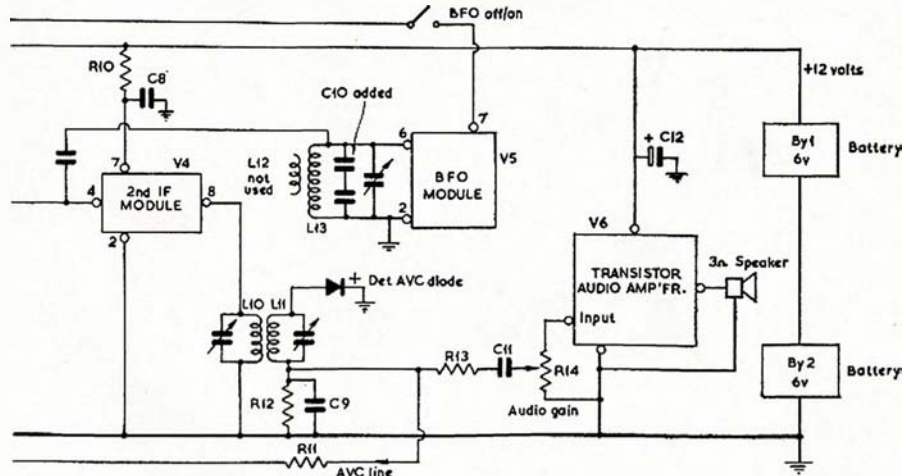 BFO off/on
R10
C8
C10 added
+12 volts
7
V4
4
2nd IF
MODULE
8
2
L12
not
used
L13
6
7
V5
BFO
MODULE
2
+
C12
By1
6v
Battery
V6
TRANSISTOR
AUDIO AMP'FR.
3Ω Speaker
Input
L10
L11
+
Det AVC diode
R13
C11
R14
Audio gain
R12
C9
By2
6v
Battery
R11
AVC line